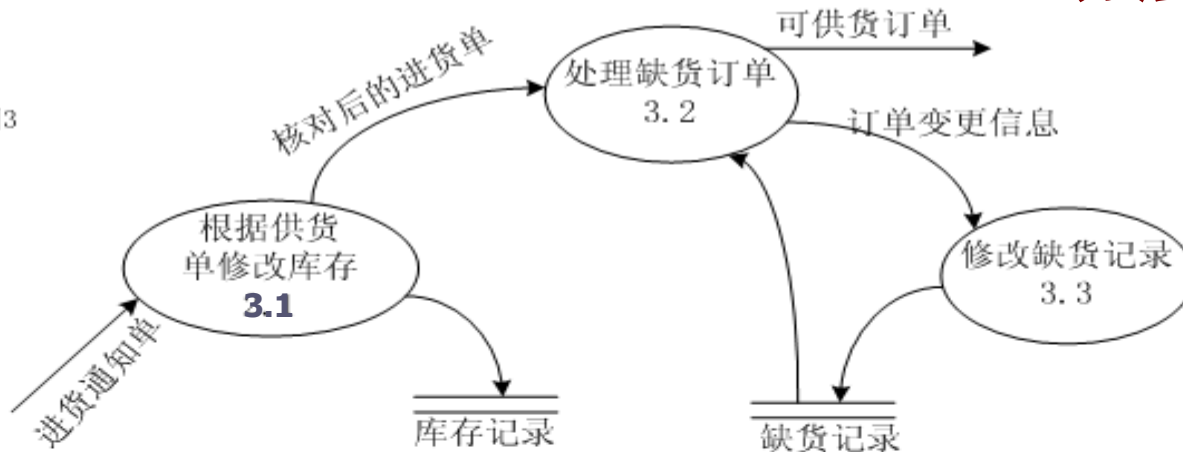 可供货订单
核对后的进货单
处理缺货订单
3.2
3
订单变更信息
根据供货
单修改库存
3.1
修改缺货记录
3.3
进货通知单
库存记录
缺货记录